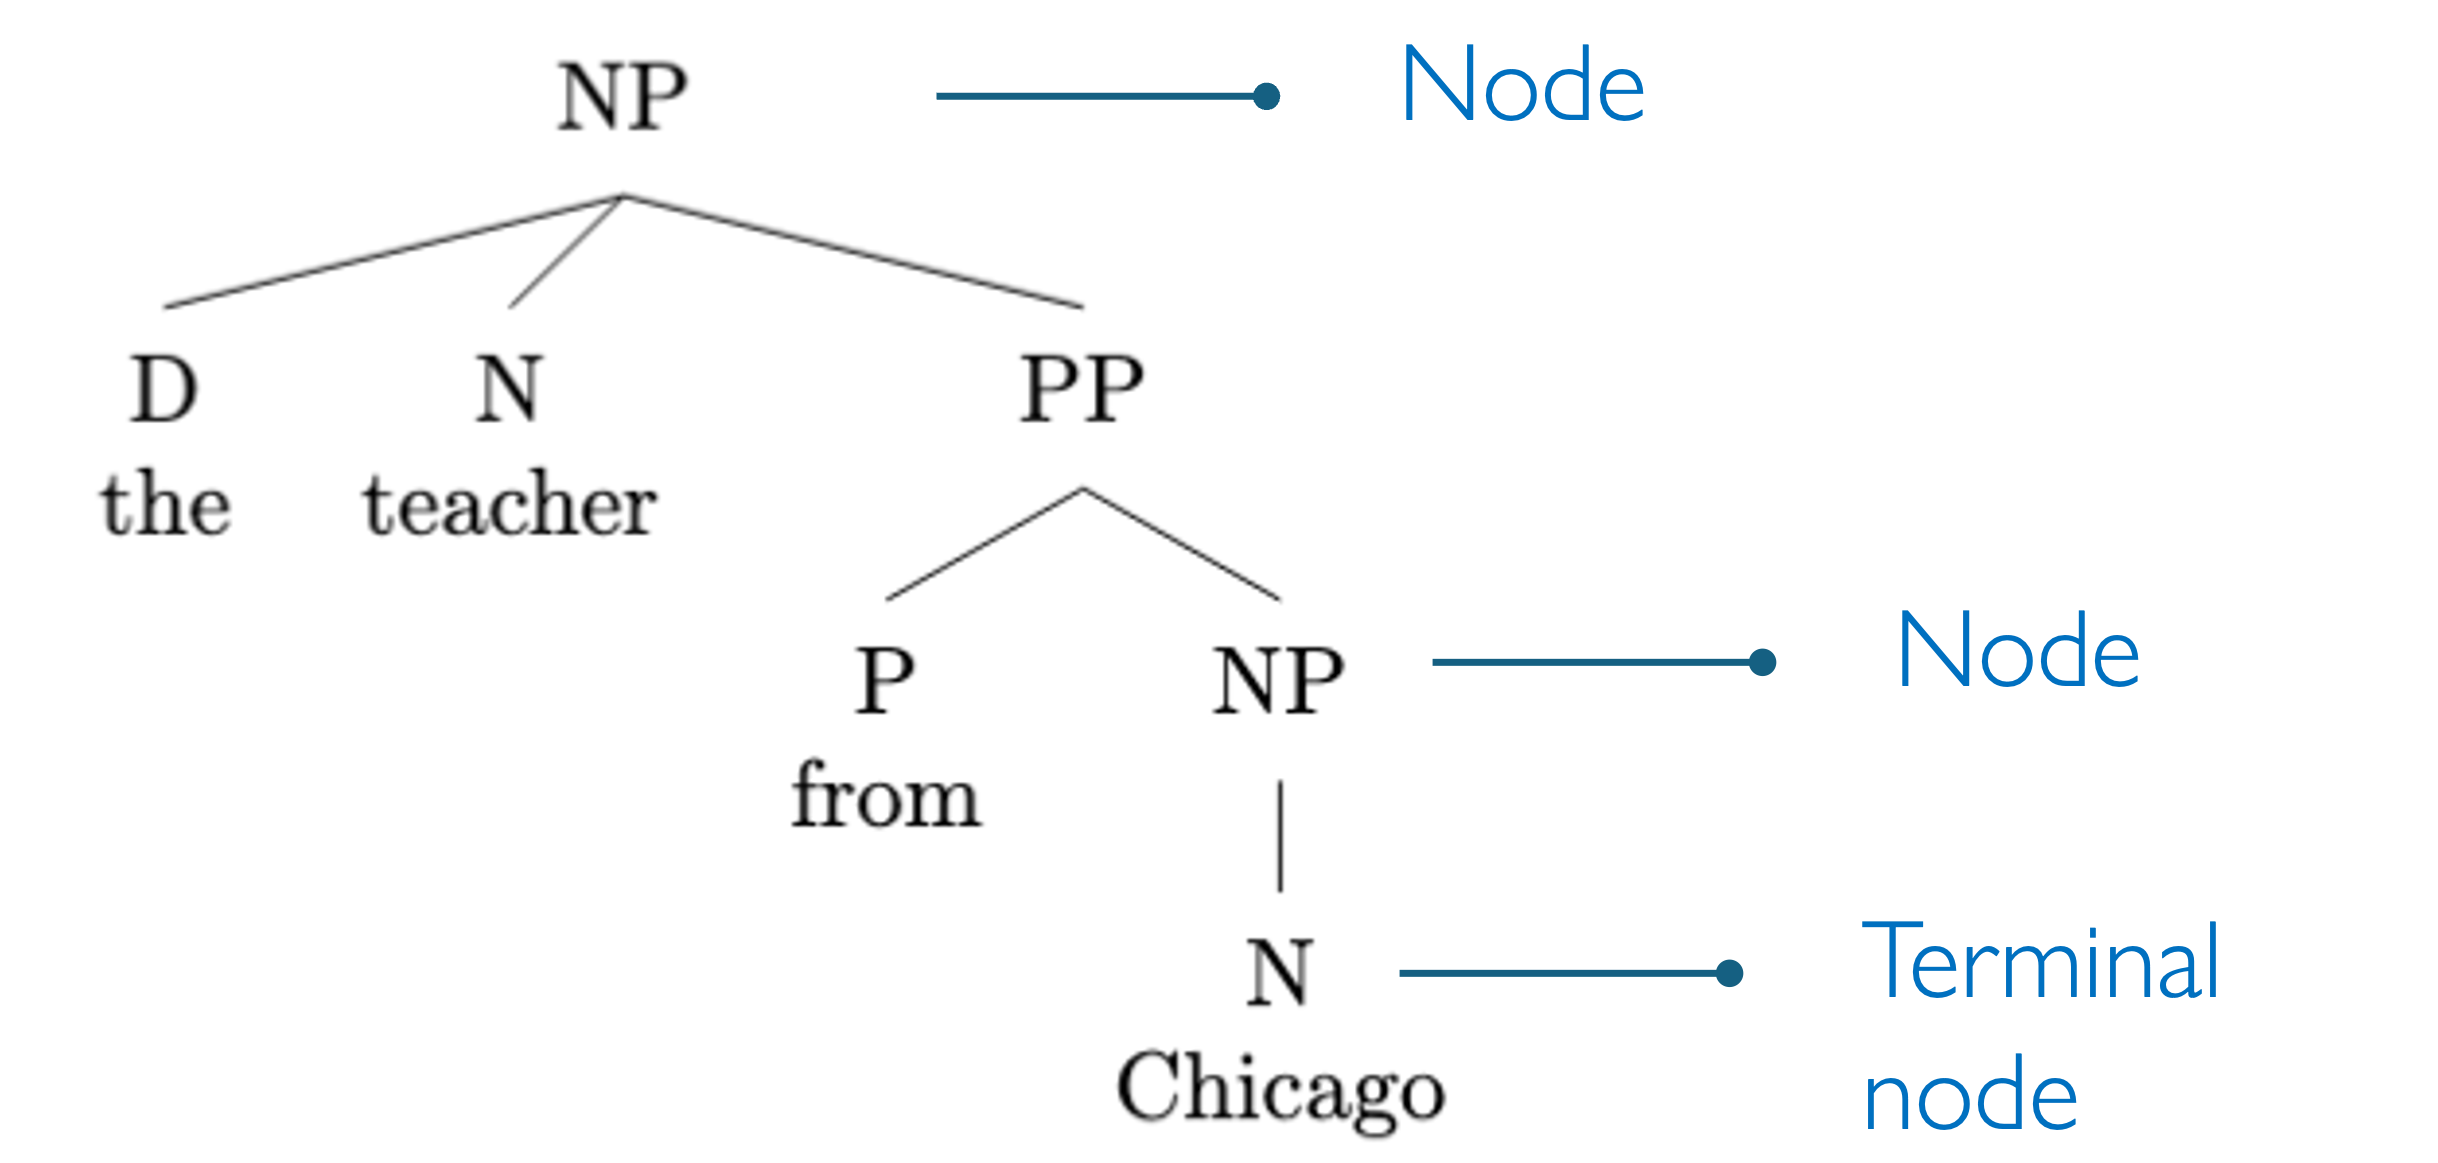 NP Node
D N PP
the teacher
P NP Node
from
N Terminal
Chicago node